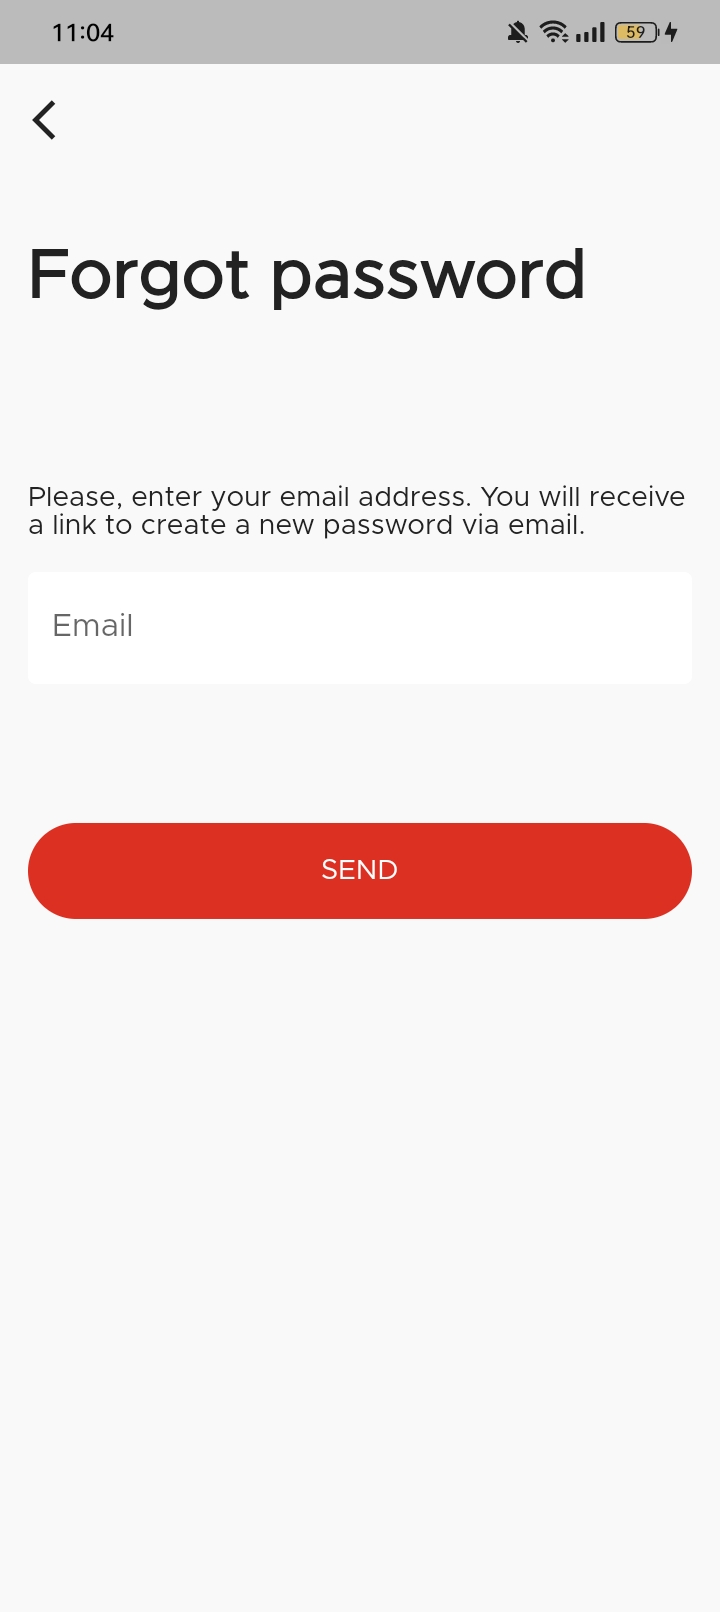 11:04
59
Forgot password
Please, enter your email address. You will receive
a link to create a new password via email.
Email
SEND